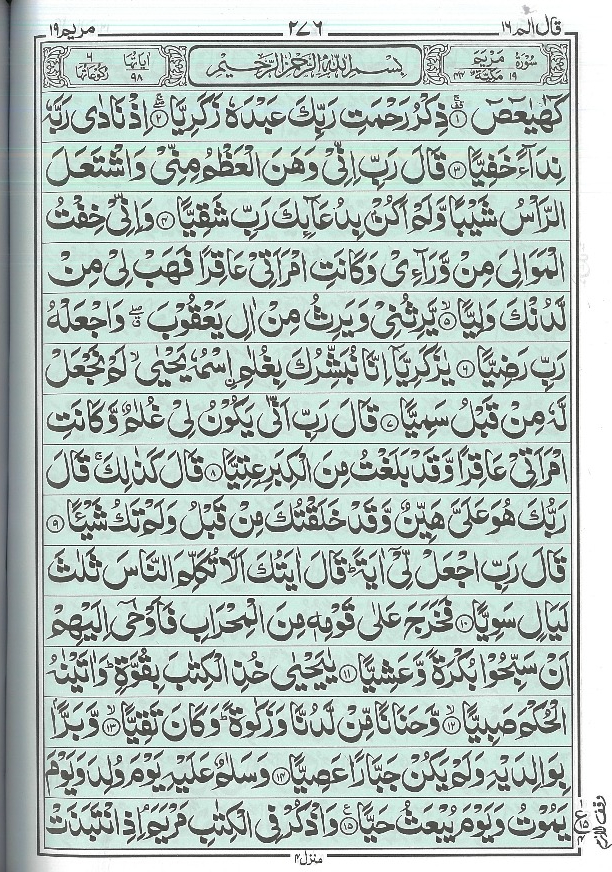 قال الم ١٦
٢٧٦
مريم ١٩
سُوْرَةُ ١٩ مَرْيَمَ مَكِّيَّةٌ ٤٤
بِسْمِ اللّٰهِ الرَّحْمٰنِ الرَّحِيْمِ
اٰيَاتُهَا ٩٨
رُكُوْعَاتُهَا ٦
كٓهٰيٰعٓصٓ ۝١ ذِكْرُ رَحْمَتِ رَبِّكَ عَبْدَهٗ زَكَرِيَّا ۝٢ اِذْ نَادٰى رَبَّهٗ
نِدَآءً خَفِيًّا ۝٣ قَالَ رَبِّ اِنِّىْ وَهَنَ الْعَظْمُ مِنِّىْ وَاشْتَعَلَ
الرَّاْسُ شَيْبًا وَّلَمْ اَكُنْۢ بِدُعَآئِكَ رَبِّ شَقِيًّا ۝٤ وَاِنِّىْ خِفْتُ
الْمَوَالِىَ مِنْ وَّرَآءِىْ وَكَانَتِ امْرَاَتِىْ عَاقِرًا فَهَبْ لِىْ مِنْ
لَّدُنْكَ وَلِيًّا ۝٥ يَّرِثُنِىْ وَيَرِثُ مِنْ اٰلِ يَعْقُوْبَ وَاجْعَلْهُ
رَبِّ رَضِيًّا ۝٦ يٰزَكَرِيَّآ اِنَّا نُبَشِّرُكَ بِغُلٰمِ اِۨسْمُهٗ يَحْيٰى لَمْ نَجْعَلْ
لَّهٗ مِنْ قَبْلُ سَمِيًّا ۝٧ قَالَ رَبِّ اَنّٰى يَكُوْنُ لِىْ غُلٰمٌ وَّكَانَتِ
امْرَاَتِىْ عَاقِرًا وَّقَدْ بَلَغْتُ مِنَ الْكِبَرِ عِتِيًّا ۝٨ قَالَ كَذٰلِكَ قَالَ
رَبُّكَ هُوَ عَلَىَّ هَيِّنٌ وَّقَدْ خَلَقْتُكَ مِنْ قَبْلُ وَلَمْ تَكُ شَيْـًٔا ۝٩
قَالَ رَبِّ اجْعَلْ لِّىْٓ اٰيَةً ؕ قَالَ اٰيَتُكَ اَلَّا تُكَلِّمَ النَّاسَ ثَلٰثَ
لَيَالٍ سَوِيًّا ۝١٠ فَخَرَجَ عَلٰى قَوْمِهٖ مِنَ الْمِحْرَابِ فَاَوْحٰٓى اِلَيْهِمْ
اَنْ سَبِّحُوْا بُكْرَةً وَّعَشِيًّا ۝١١ يٰيَحْيٰى خُذِ الْكِتٰبَ بِقُوَّةٍ ؕ وَاٰتَيْنٰهُ
الْحُكْمَ صَبِيًّا ۝١٢ وَّحَنَانًا مِّنْ لَّدُنَّا وَزَكٰوةً ؕ وَكَانَ تَقِيًّا ۝١٣ وَّبَرًّۢا
بِوَالِدَيْهِ وَلَمْ يَكُنْ جَبَّارًا عَصِيًّا ۝١٤ وَسَلٰمٌ عَلَيْهِ يَوْمَ وُلِدَ وَيَوْمَ
يَمُوْتُ وَيَوْمَ يُبْعَثُ حَيًّا ۝١٥ وَاذْكُرْ فِى الْكِتٰبِ مَرْيَمَ ۘ اِذِ انْتَبَذَتْ
وقف لازم
ع ١٥
منزل ٤